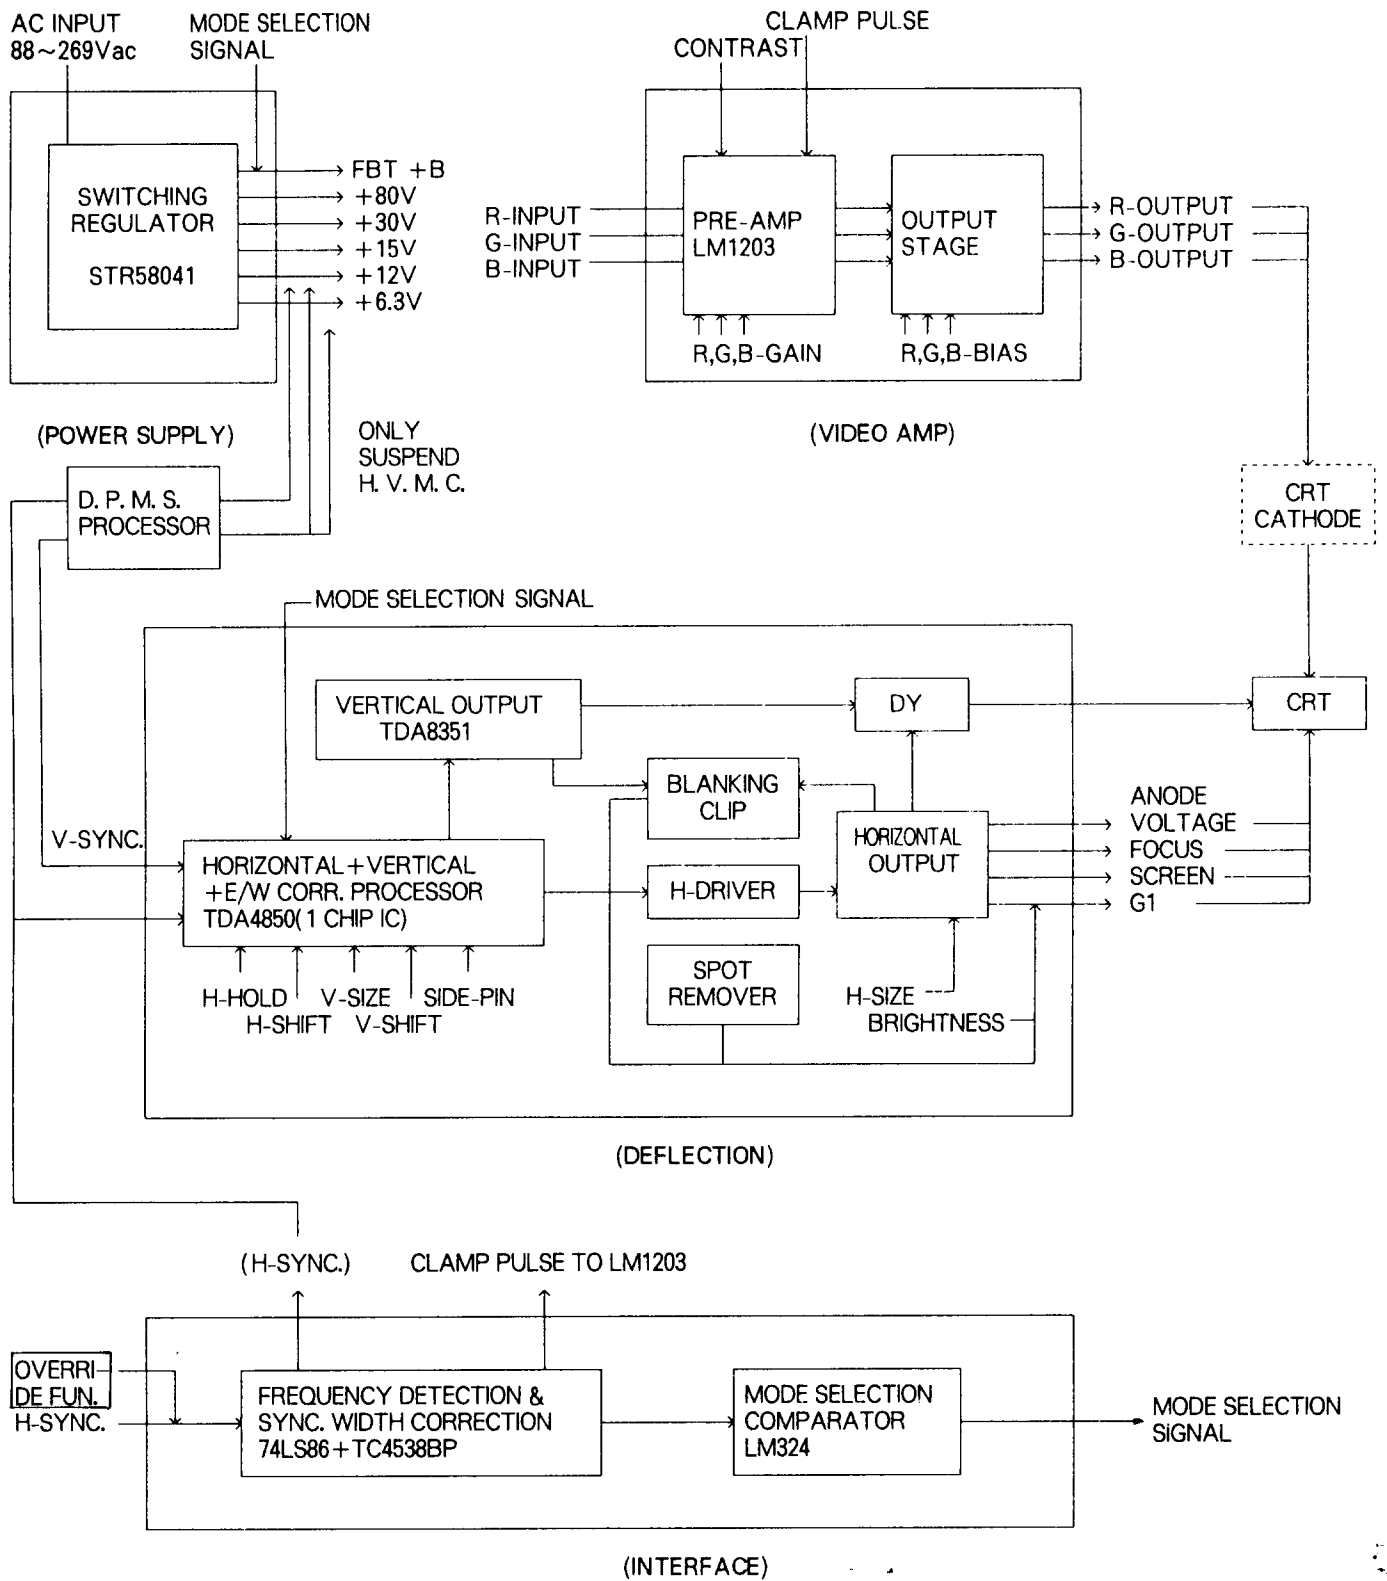 AC INPUT
88～269Vac
MODE SELECTION
SIGNAL
SWITCHING
REGULATOR
STR58041
FBT +B
+80V
+30V
+15V
+12V
+6.3V
(POWER SUPPLY)
CLAMP PULSE
CONTRAST
R-INPUT
G-INPUT
B-INPUT
PRE-AMP
LM1203
OUTPUT
STAGE
R-OUTPUT
G-OUTPUT
B-OUTPUT
R,G,B-GAIN
R,G,B-BIAS
(VIDEO AMP)
ONLY
SUSPEND
H. V. M. C.
D. P. M. S.
PROCESSOR
CRT
CATHODE
MODE SELECTION SIGNAL
VERTICAL OUTPUT
TDA8351
DY
CRT
BLANKING
CLIP
HORIZONTAL
OUTPUT
ANODE
VOLTAGE
FOCUS
SCREEN
G1
V-SYNC.
HORIZONTAL+VERTICAL
+E/W CORR. PROCESSOR
TDA4850(1 CHIP IC)
H-DRIVER
SPOT
REMOVER
H-HOLD
V-SIZE
SIDE-PIN
H-SHIFT
V-SHIFT
H-SIZE
BRIGHTNESS
(DEFLECTION)
(H-SYNC.)
CLAMP PULSE TO LM1203
OVERRI
DE FUN.
H-SYNC.
FREQUENCY DETECTION &
SYNC. WIDTH CORRECTION
74LS86+TC4538BP
MODE SELECTION
COMPARATOR
LM324
MODE SELECTION
SIGNAL
(INTERFACE)